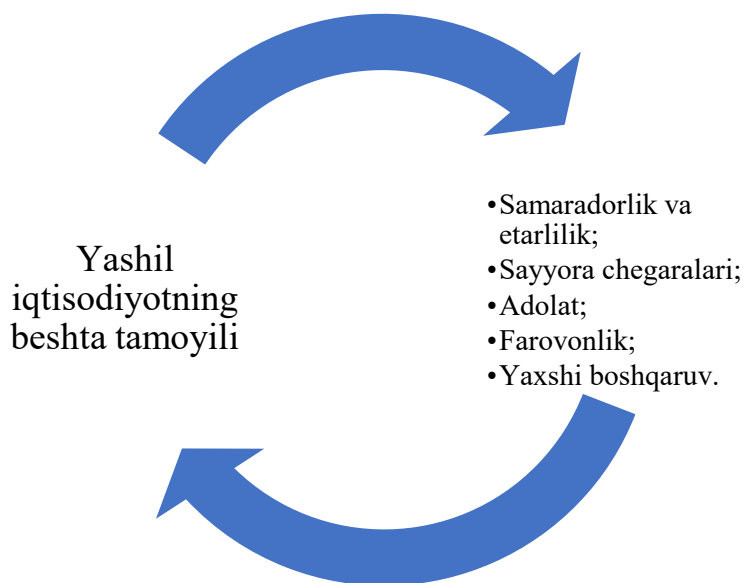 Yashil
iqtisodiyotning
beshta tamoyili
•Samaradorlik va
etarlilik;
•Sayyora chegaralari;
•Adolat;
•Farovonlik;
•Yaxshi boshqaruv.